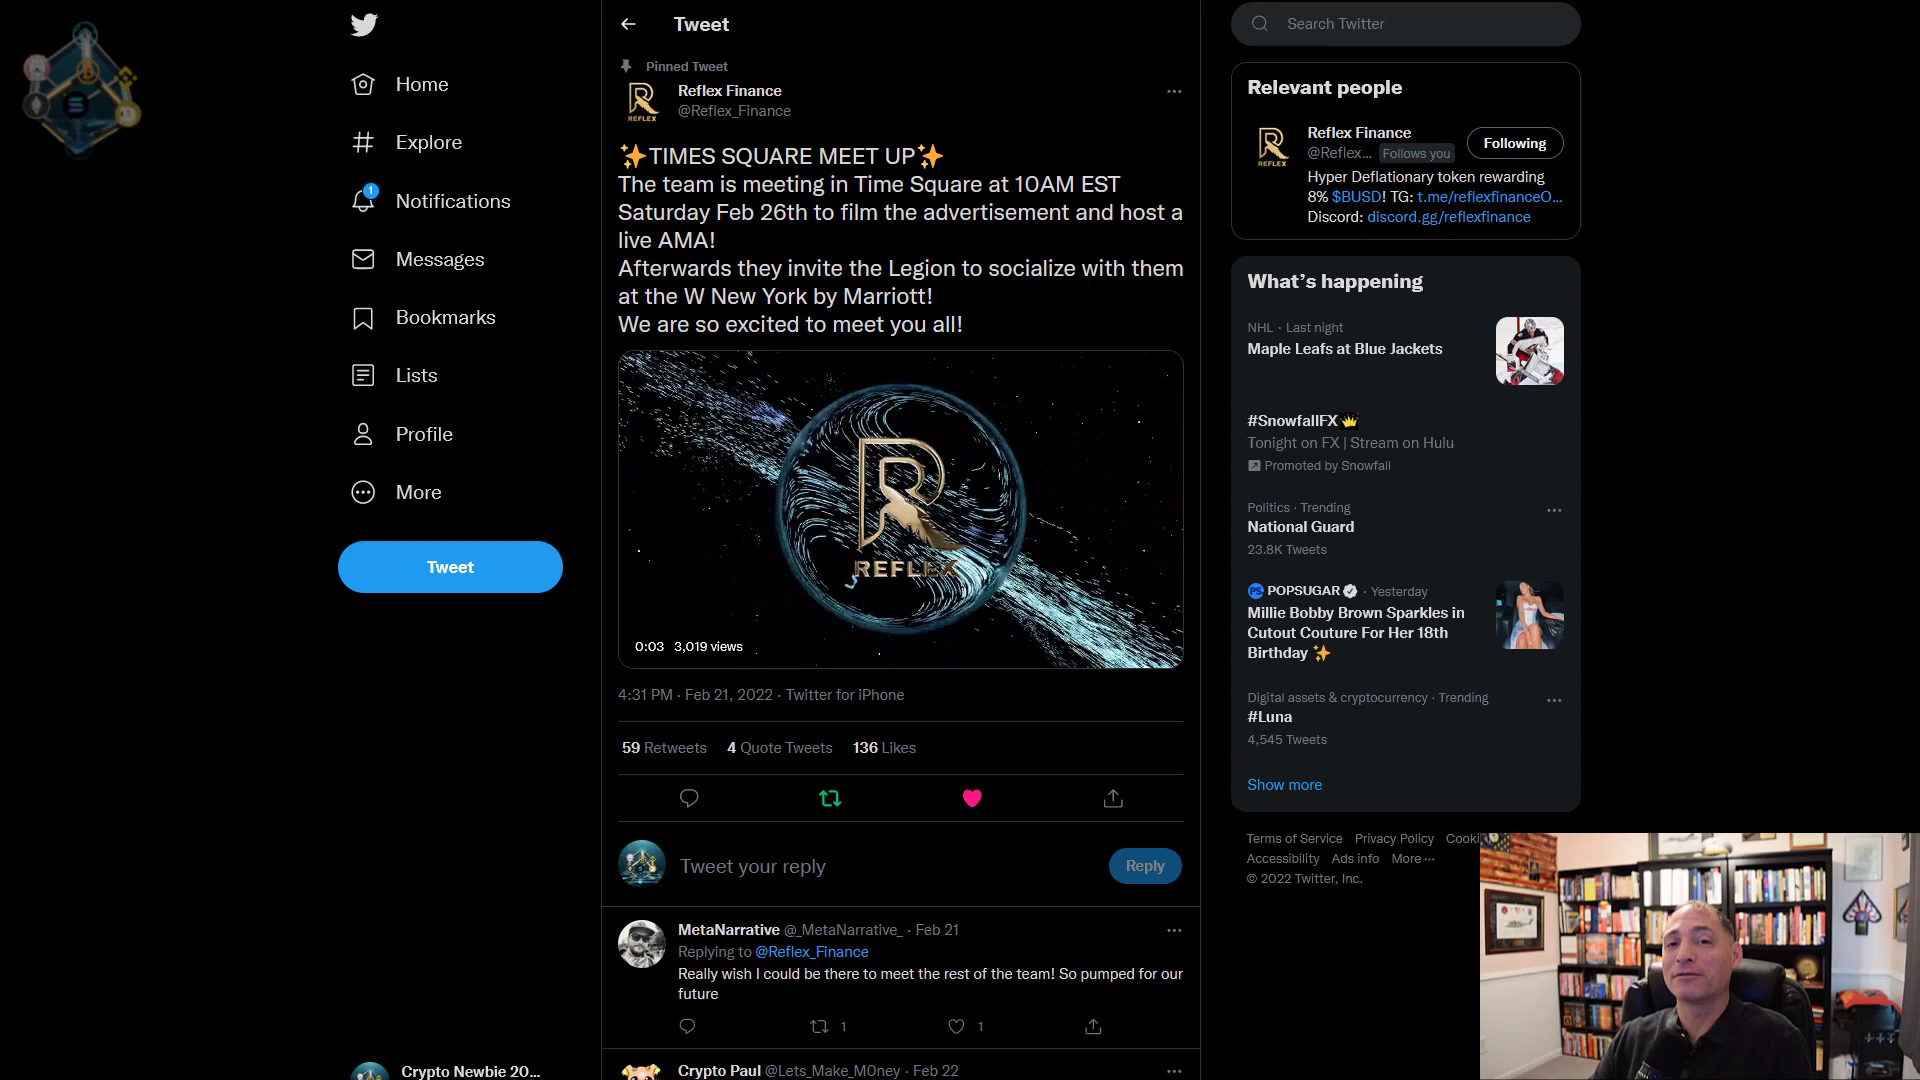 Home
Explore
1
Notifications
Messages
Bookmarks
Lists
Profile
More
Tweet
Crypto Newbie 20...
Tweet
Pinned Tweet
Reflex Finance
@Reflex_Finance
✨TIMES SQUARE MEET UP✨
The team is meeting in Time Square at 10AM EST
Saturday Feb 26th to film the advertisement and host a
live AMA!
Afterwards they invite the Legion to socialize with them
at the W New York by Marriott!
We are so excited to meet you all!
REFLEX
0:03 3,019 views
4:31 PM · Feb 21, 2022 · Twitter for iPhone
59 Retweets 4 Quote Tweets 136 Likes
Tweet your reply
Reply
MetaNarrative @_MetaNarrative_ · Feb 21
Replying to @Reflex_Finance
Really wish I could be there to meet the rest of the team! So pumped for our
future
1 1
Crypto Paul @Lets_Make_M0ney · Feb 22
Search Twitter
Relevant people
REFLEX
Reflex Finance
@Reflex... Follows you
Following
Hyper Deflationary token rewarding
8% $BUSD! TG: t.me/reflexfinanceO...
Discord: discord.gg/reflexfinance
What's happening
NHL · Last night
Maple Leafs at Blue Jackets
#SnowfallFX
Tonight on FX | Stream on Hulu
Promoted by Snowfall
Politics · Trending
National Guard
23.8K Tweets
POPSUGAR · Yesterday
Millie Bobby Brown Sparkles in
Cutout Couture For Her 18th
Birthday ✨
Digital assets & cryptocurrency · Trending
#Luna
4,545 Tweets
Show more
Terms of Service Privacy Policy Cooki
Accessibility Ads info More ···
© 2022 Twitter, Inc.